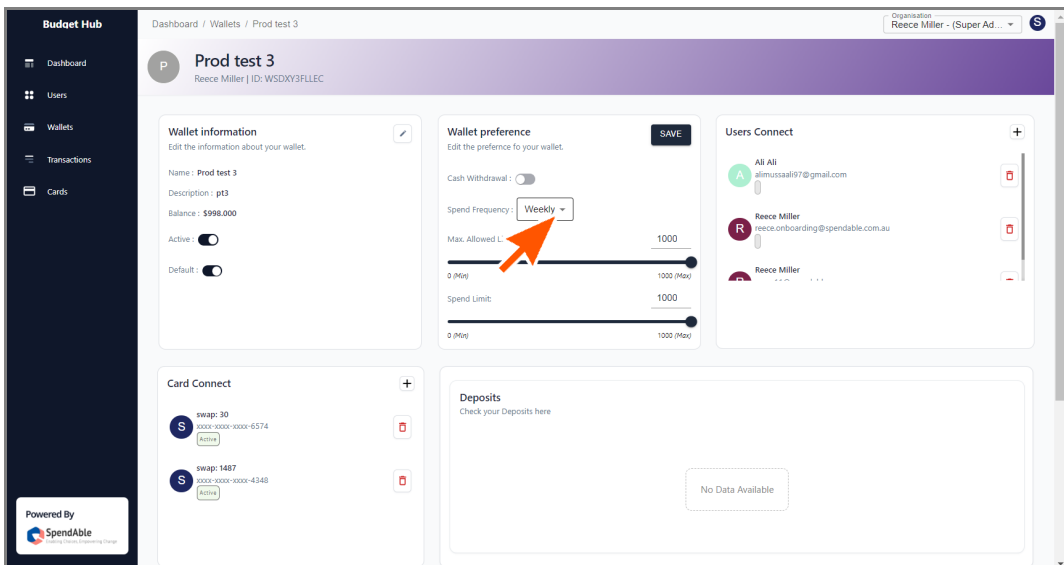 Budget Hub
Dashboard
Users
Wallets
Transactions
Cards
Powered By
SpendAble
Creating Choice, Empowering Change
Dashboard / Wallets / Prod test 3
Organisation
Reece Miller - (Super Ad...
S
P
Prod test 3
Reece Miller | ID: WSDXY3FLLEC
Wallet information
Edit the information about your wallet.
Name : Prod test 3
Description : pt3
Balance : $998.000
Active :
Default :
Wallet preference
SAVE
Edit the prefernce fo your wallet.
Cash Withdrawal :
Spend Frequency :
Weekly
Max. Allowed L
1000
0 (Min)
1000 (Max)
Spend Limit:
1000
0 (Min)
1000 (Max)
Users Connect
+
A
Ali Ali
alimussaali97@gmail.com
R
Reece Miller
reece.onboarding@spendable.com.au
Reece Miller
Card Connect
+
S
swap: 30
xxxx-xxxx-xxxx-6574
Active
S
swap: 1487
xxxx-xxxx-xxxx-4348
Active
Deposits
Check your Deposits here
No Data Available